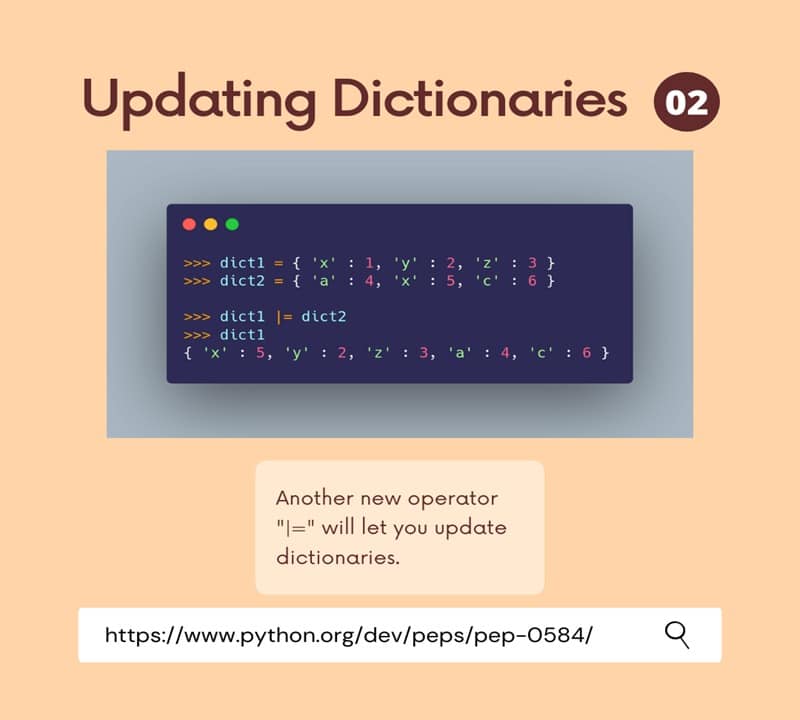 Updating Dictionaries 02
>>> dict1 = { 'x' : 1, 'y' : 2, 'z' : 3 }
>>> dict2 = { 'a' : 4, 'x' : 5, 'c' : 6 }
>>> dict1 |= dict2
>>> dict1
{ 'x' : 5, 'y' : 2, 'z' : 3, 'a' : 4, 'c' : 6 }
Another new operator
"|=" will let you update
dictionaries.
https://www.python.org/dev/peps/pep-0584/